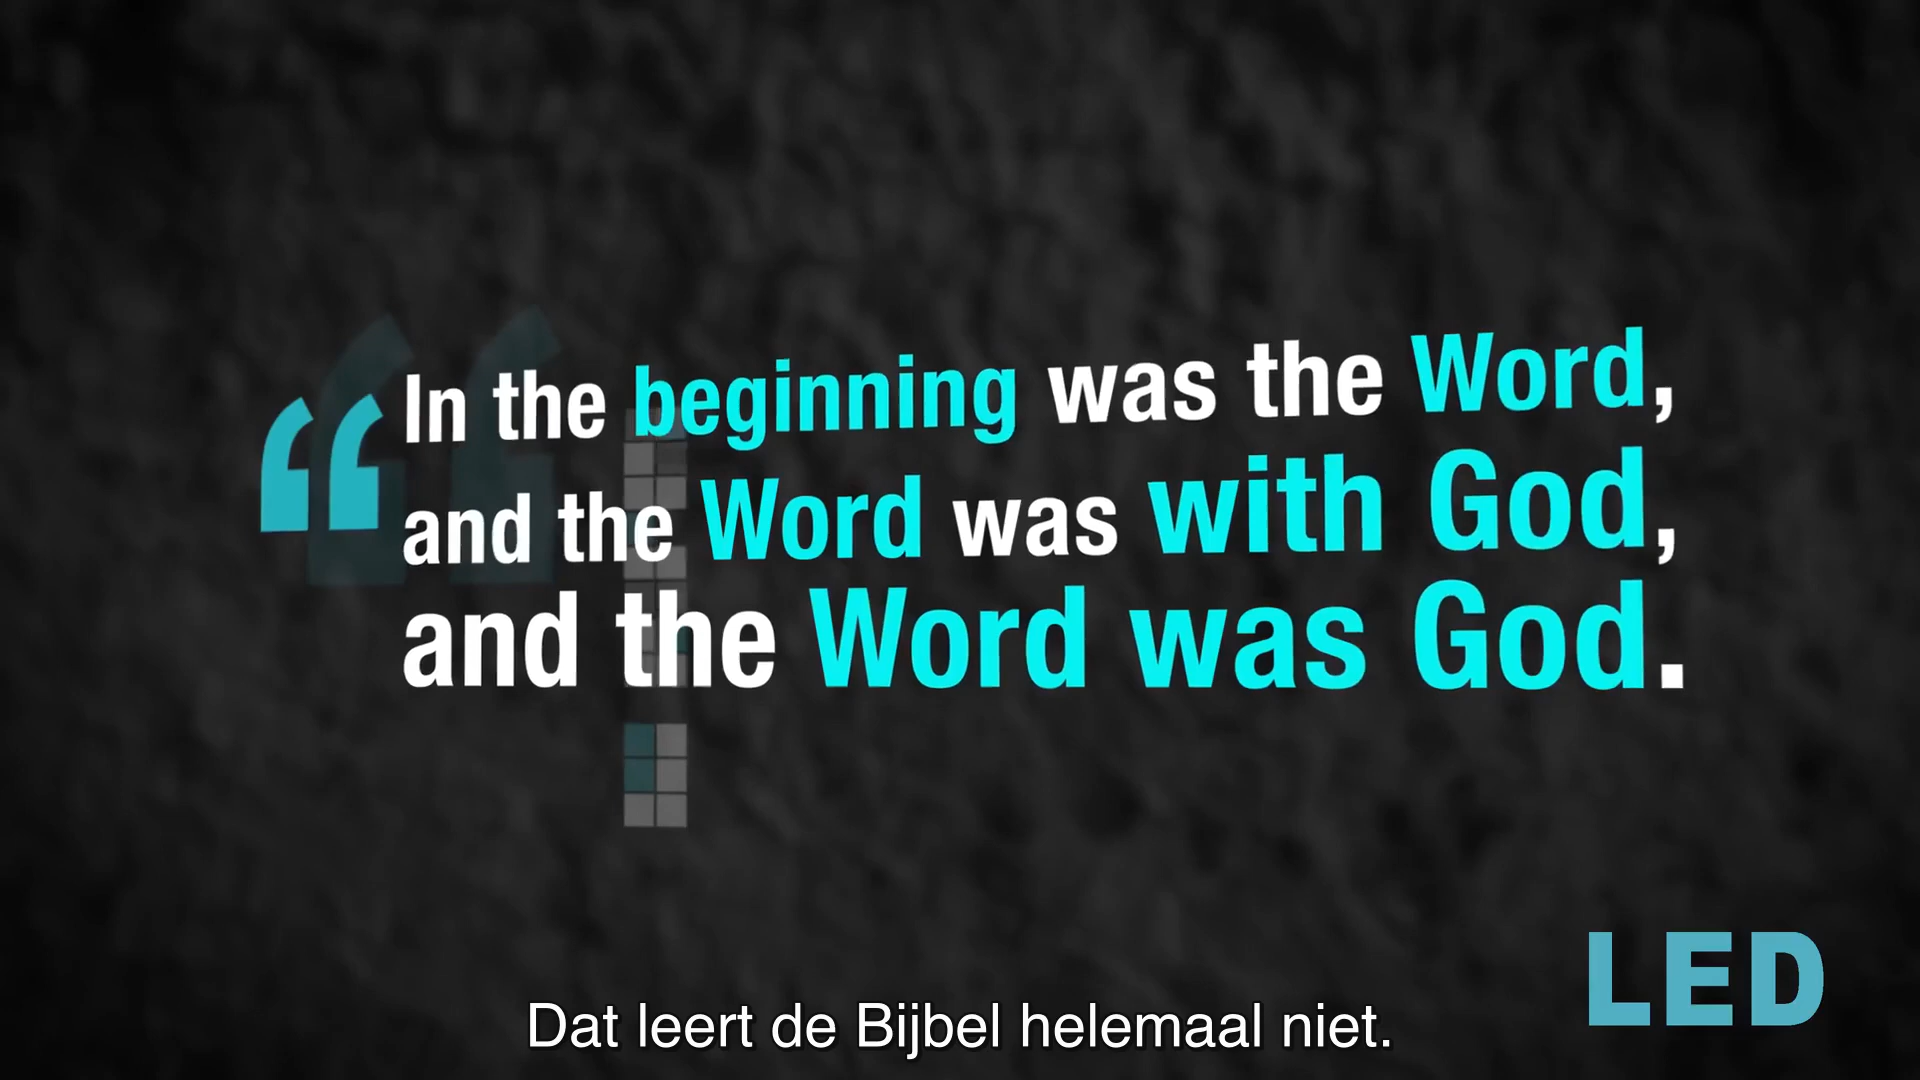 “In the beginning was the Word,
and the Word was with God,
and the Word was God.
LED
Dat leert de Bijbel helemaal niet.